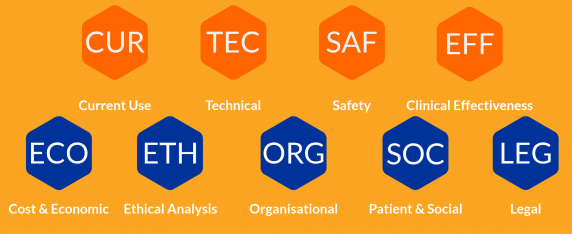 CUR TEC SAF EFF
Current Use Technical Safety Clinical Effectiveness
ECO ETH ORG SOC LEG
Cost & Economic Ethical Analysis Organisational Patient & Social Legal